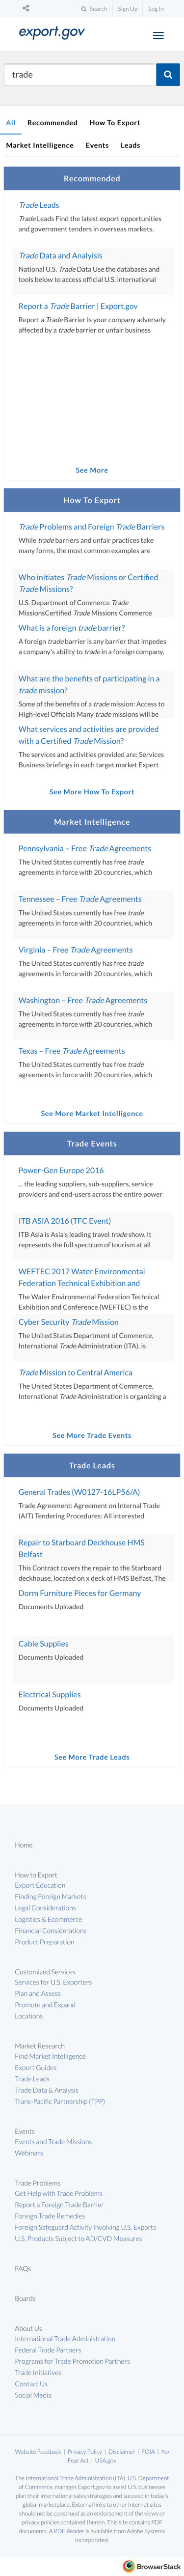 Search Sign Up Log In
export.gov
trade
All Recommended How To Export
Market Intelligence Events Leads
Recommended
Trade Leads
Trade Leads Find the latest export opportunities
and government tenders in overseas markets.
Trade Data and Analyisis
National U.S. Trade Data Use the databases and
tools below to access official U.S. international
Report a Trade Barrier | Export.gov
Report a Trade Barrier Is your company adversely
affected by a trade barrier or unfair business
See More
How To Export
Trade Problems and Foreign Trade Barriers
While trade barriers and unfair practices take
many forms, the most common examples are
Who initiates Trade Missions or Certified
Trade Missions?
U.S. Department of Commerce Trade
MissionsCertified Trade Missions Commerce
What is a foreign trade barrier?
A foreign trade barrier is any barrier that impedes
a company's ability to trade in a foreign company.
What are the benefits of participating in a
trade mission?
Some of the benefits of a trade mission: Access to
High-level Officials Many trade missions will be
What services and activities are provided
with a Certified Trade Mission?
The services and activities provided are: Services
Business briefings in each target market Expert
See More How To Export
Market Intelligence
Pennsylvania – Free Trade Agreements
The United States currently has free trade
agreements in force with 20 countries, which
Tennessee – Free Trade Agreements
The United States currently has free trade
agreements in force with 20 countries, which
Virginia – Free Trade Agreements
The United States currently has free trade
agreements in force with 20 countries, which
Washington – Free Trade Agreements
The United States currently has free trade
agreements in force with 20 countries, which
Texas – Free Trade Agreements
The United States currently has free trade
agreements in force with 20 countries, which
See More Market Intelligence
Trade Events
Power-Gen Europe 2016
... the leading suppliers, sub-suppliers, service
providers and end-users across the entire power
ITB ASIA 2016 (TFC Event)
ITB Asia is Asia's leading travel trade show. It
represents the full spectrum of tourism at all
WEFTEC 2017 Water Environmental
Federation Technical Exhibition and
The Water Environmental Federation Technical
Exhibition and Conference (WEFTEC) is the
Cyber Security Trade Mission
The United States Department of Commerce,
International Trade Administration (ITA), is
Trade Mission to Central America
The United States Department of Commerce,
International Trade Administration is organizing a
See More Trade Events
Trade Leads
General Trades (W0127-16LP56/A)
Trade Agreement: Agreement on Internal Trade
(AIT) Tendering Procedures: All interested
Repair to Starboard Deckhouse HMS
Belfast
This Contract covers the repair to the Starboard
deckhouse, located on x deck of HMS Belfast, The
Dorm Furniture Pieces for Germany
Documents Uploaded
Cable Supplies
Documents Uploaded
Electrical Supplies
Documents Uploaded
See More Trade Leads
Home
How to Export
Export Education
Finding Foreign Markets
Legal Considerations
Logistics & Ecommerce
Financial Considerations
Product Preparation
Customized Services
Services for U.S. Exporters
Plan and Assess
Promote and Expand
Locations
Market Research
Find Market Intelligence
Export Guides
Trade Leads
Trade Data & Analysis
Trans-Pacific Partnership (TPP)
Events
Events and Trade Missions
Webinars
Trade Problems
Get Help with Trade Problems
Report a Foreign Trade Barrier
Foreign Trade Remedies
Foreign Safeguard Activity Involving U.S. Exports
U.S. Products Subject to AD/CVD Measures
FAQs
Boards
About Us
International Trade Administration
Federal Trade Partners
Programs for Trade Promotion Partners
Trade Initiatives
Contact Us
Social Media
Website Feedback | Privacy Policy | Disclaimer | FOIA | No
Fear Act | USA.gov
The International Trade Administration (ITA), U.S. Department
of Commerce, manages Export.gov to assist U.S. businesses
plan their international sales strategies and succeed in today's
global marketplace. External links to other Internet sites
should not be construed as an endorsement of the views or
privacy policies contained therein. This site contains PDF
documents. A PDF Reader is available from Adobe Systems
Incorporated.
BrowserStack